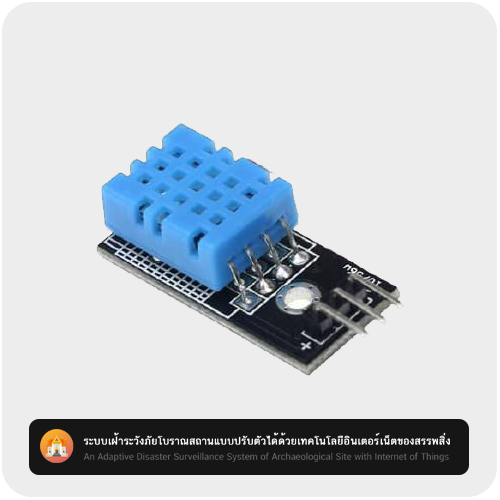 +
ระบบเฝ้าระวังภัยโบราณสถานแบบปรับตัวได้ด้วยเทคโนโลยีอินเตอร์เน็ตของสรรพสิ่ง
An Adaptive Disaster Surveillance System of Archaeological Site with Internet of Things